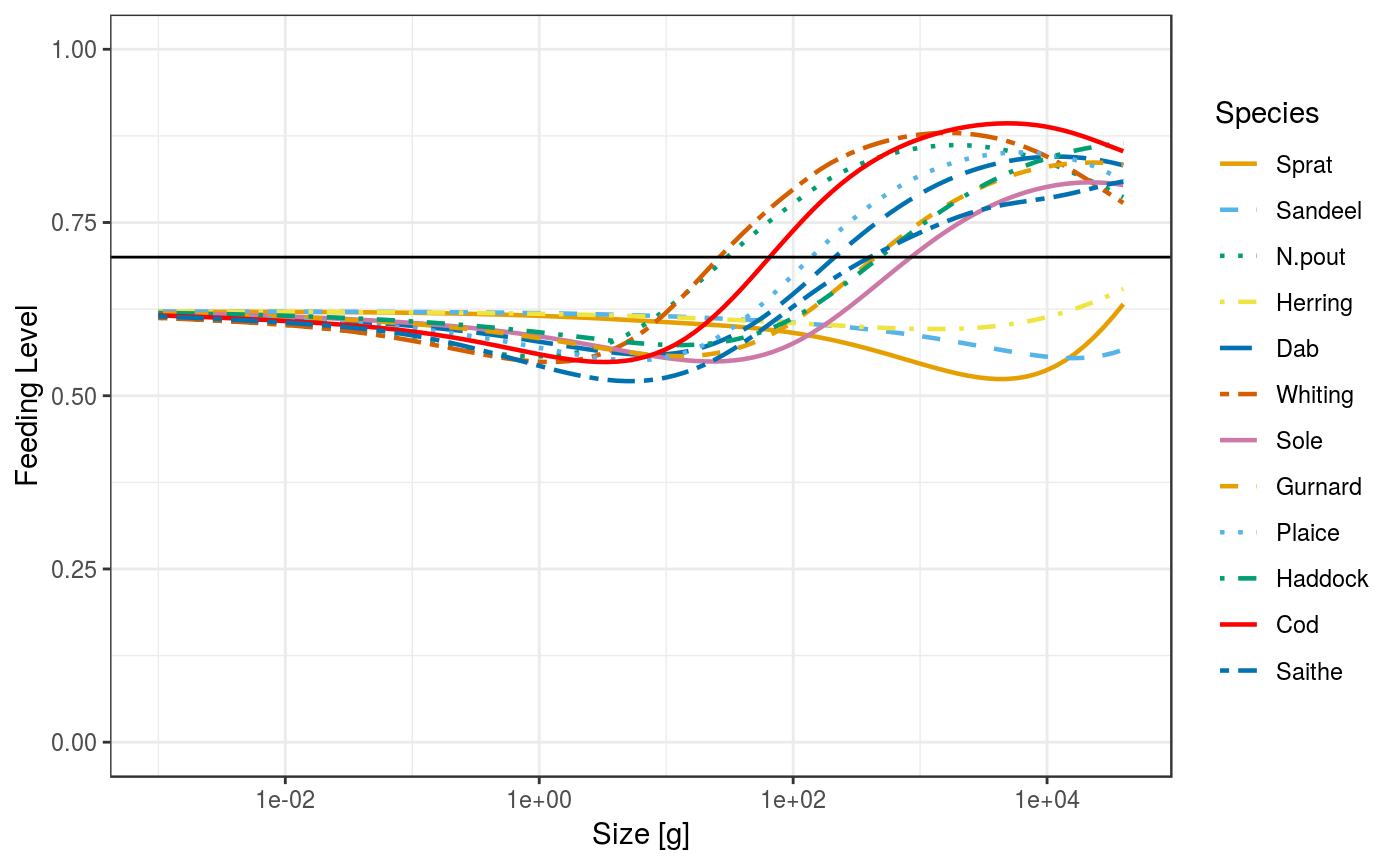 1.00
0.75
0.50
0.25
0.00
Feeding Level
1e-02
1e+00
1e+02
1e+04
Size [g]
Species
Sprat
Sandeel
N.pout
Herring
Dab
Whiting
Sole
Gurnard
Plaice
Haddock
Cod
Saithe